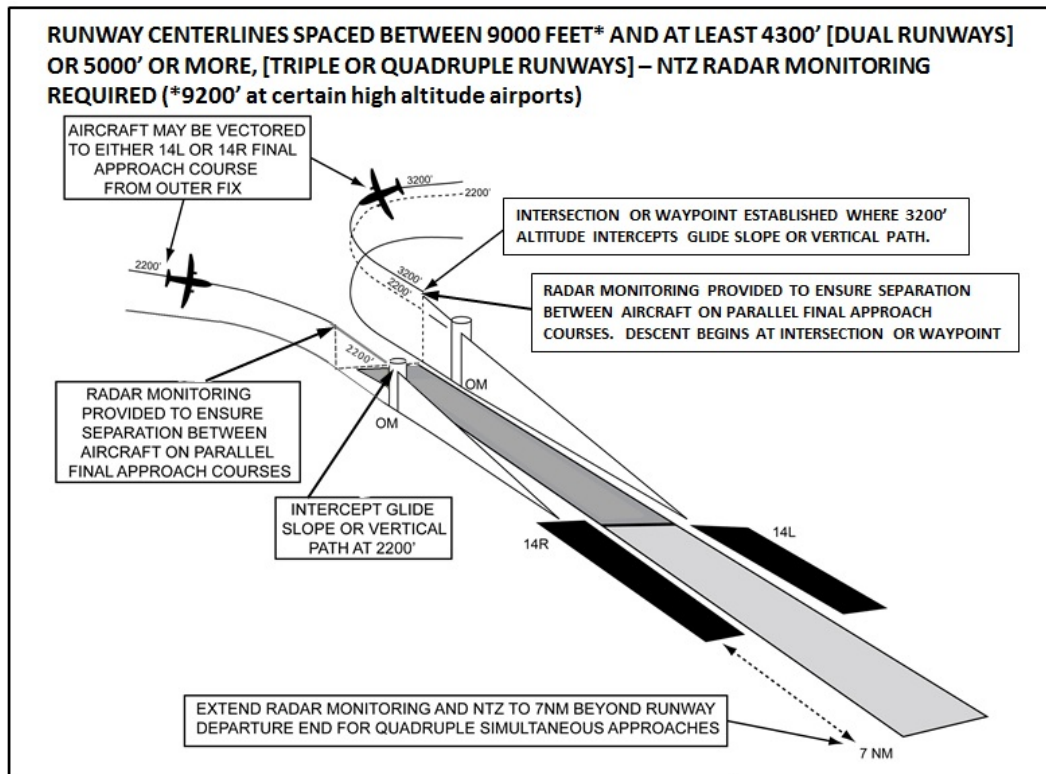 RUNWAY CENTERLINES SPACED BETWEEN 9000 FEET* AND AT LEAST 4300’ [DUAL RUNWAYS]
OR 5000’ OR MORE, [TRIPLE OR QUADRUPLE RUNWAYS] – NTZ RADAR MONITORING
REQUIRED (*9200’ at certain high altitude airports)
AIRCRAFT MAY BE VECTORED
TO EITHER 14L OR 14R FINAL
APPROACH COURSE
FROM OUTER FIX
3200'
2200'
INTERSECTION OR WAYPOINT ESTABLISHED WHERE 3200’
ALTITUDE INTERCEPTS GLIDE SLOPE OR VERTICAL PATH.
2200'
3200'
2200'
RADAR MONITORING PROVIDED TO ENSURE SEPARATION
BETWEEN AIRCRAFT ON PARALLEL FINAL APPROACH
COURSES. DESCENT BEGINS AT INTERSECTION OR WAYPOINT
2200'
OM
OM
RADAR MONITORING
PROVIDED TO ENSURE
SEPARATION BETWEEN
AIRCRAFT ON PARALLEL
FINAL APPROACH COURSES
INTERCEPT GLIDE
SLOPE OR VERTICAL
PATH AT 2200'
14R
14L
EXTEND RADAR MONITORING AND NTZ TO 7NM BEYOND RUNWAY
DEPARTURE END FOR QUADRUPLE SIMULTANEOUS APPROACHES
7 NM